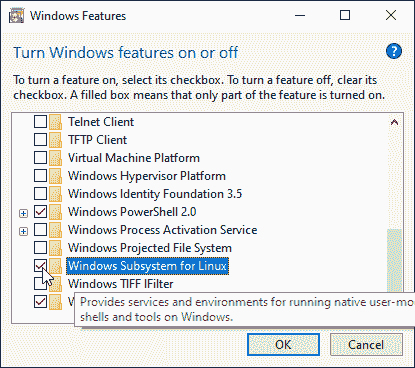 Windows Features
Turn Windows features on or off
To turn a feature on, select its checkbox. To turn a feature off, clear its
checkbox. A filled box means that only part of the feature is turned on.
Telnet Client
TFTP Client
Virtual Machine Platform
Windows Hypervisor Platform
Windows Identity Foundation 3.5
Windows PowerShell 2.0
Windows Process Activation Service
Windows Projected File System
Windows Subsystem for Linux
Windows TIFF IFilter
Provides services and environments for running native user-mo
shells and tools on Windows.
OK
Cancel